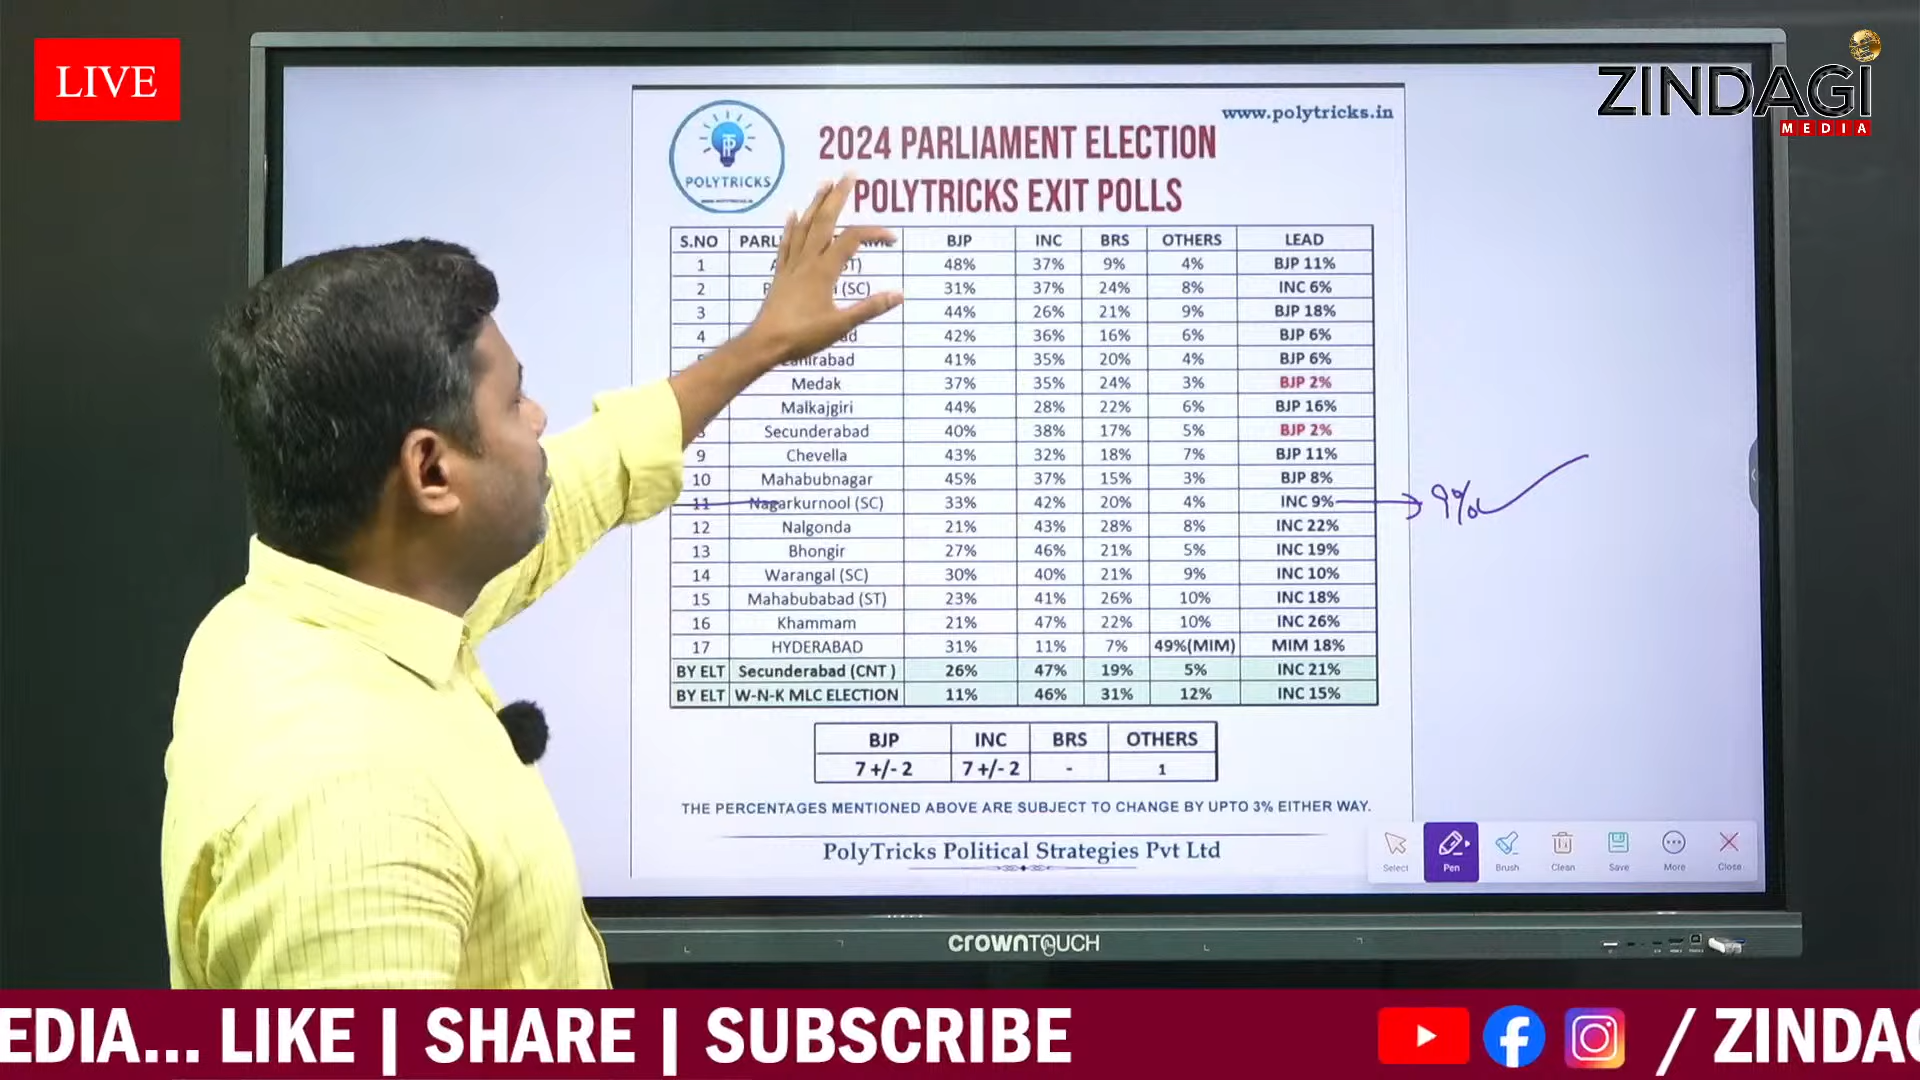 LIVE
ZINDAGI
MEDIA
www.polytricks.in
POLYTRICKS
2024 PARLIAMENT ELECTION
POLYTRICKS EXIT POLLS
S.NO BJP INC BRS OTHERS LEAD
1 48% 37% 9% 4% BJP 11%
2 (SC) 31% 37% 24% 8% INC 6%
3 44% 26% 21% 9% BJP 18%
4 42% 36% 16% 6% BJP 6%
41% 35% 20% 4% BJP 6%
Medak 37% 35% 24% 3% BJP 2%
Malkajgiri 44% 28% 22% 6% BJP 16%
Secunderabad 40% 38% 17% 5% BJP 2%
9 Chevella 43% 32% 18% 7% BJP 11%
10 Mahabubnagar 45% 37% 15% 3% BJP 8%
11 Nagarkurnool (SC) 33% 42% 20% 4% INC 9% 9%
12 Nalgonda 21% 43% 28% 8% INC 22%
13 Bhongir 27% 46% 21% 5% INC 19%
14 Warangal (SC) 30% 40% 21% 9% INC 10%
15 Mahabubabad (ST) 23% 41% 26% 10% INC 18%
16 Khammam 21% 47% 22% 10% INC 26%
17 HYDERABAD 31% 11% 7% 49%(MIM) MIM 18%
BY ELT Secunderabad (CNT ) 26% 47% 19% 5% INC 21%
BY ELT W-N-K MLC ELECTION 11% 46% 31% 12% INC 15%
BJP INC BRS OTHERS
7 +/- 2 7 +/- 2 - 1
THE PERCENTAGES MENTIONED ABOVE ARE SUBJECT TO CHANGE BY UPTO 3% EITHER WAY.
PolyTricks Political Strategies Pvt Ltd
Select Pen Brush Clean Save More Close
CROWNTOUCH
EDIA... LIKE | SHARE | SUBSCRIBE / ZINDAG